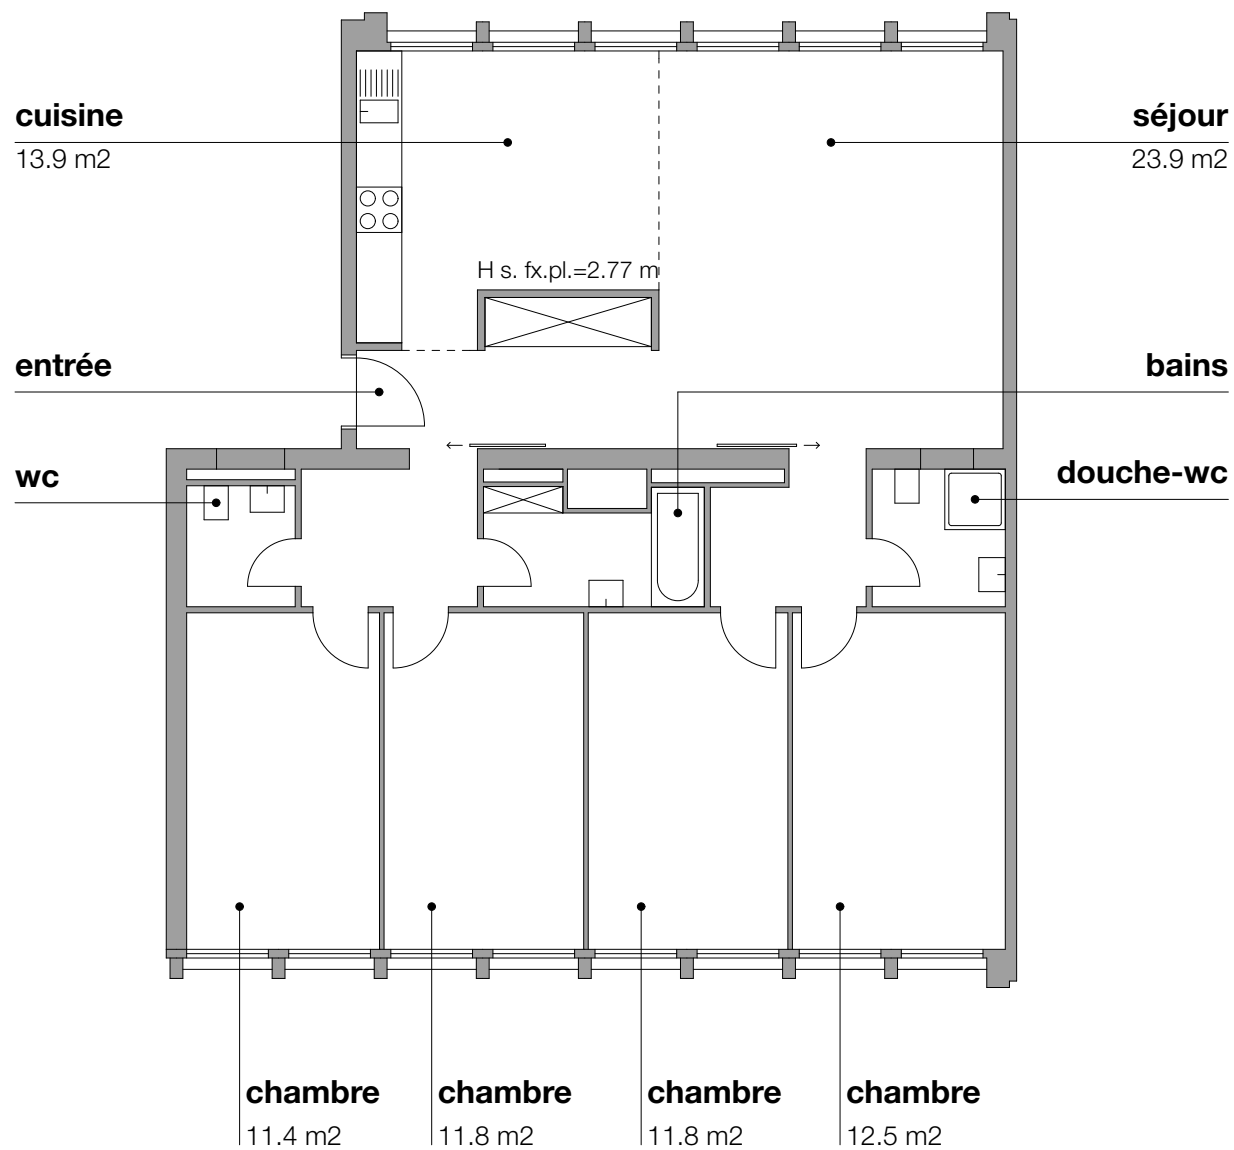 cuisine
13.9 m2
séjour
23.9 m2
H s. fx.pl.=2.77 m
entrée
bains
wc
douche-wc
chambre
11.4 m2
chambre
11.8 m2
chambre
11.8 m2
chambre
12.5 m2